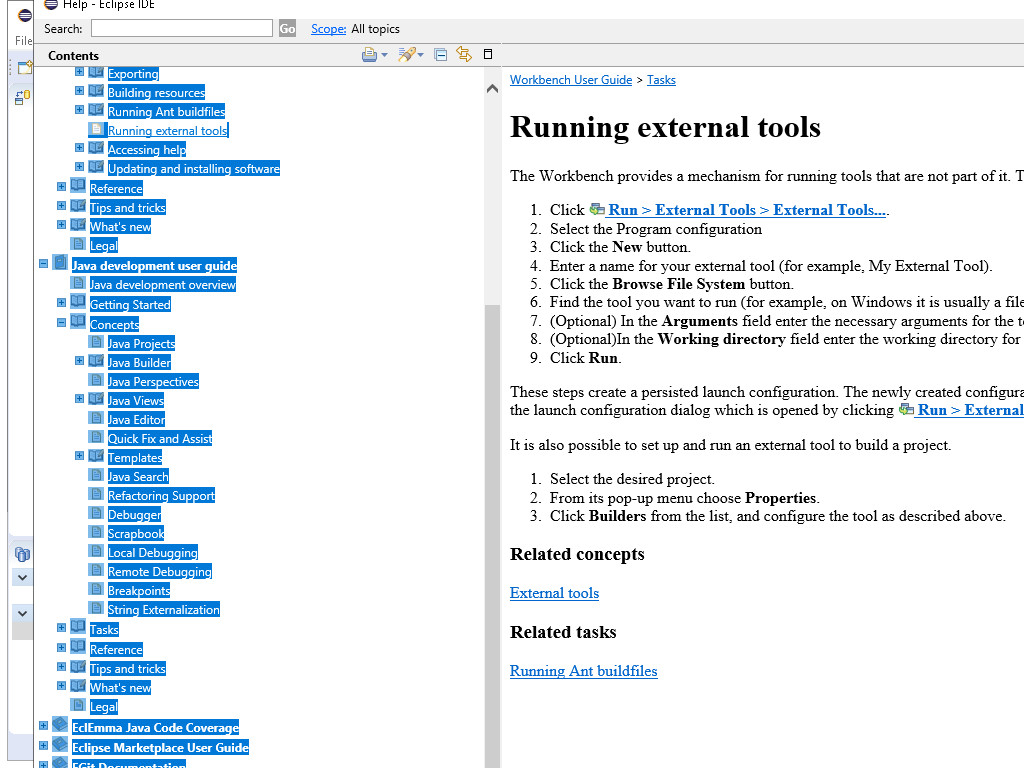 Help - Eclipse IDE
File
Search:
Go
Scope: All topics
Contents
Exporting
Building resources
Running Ant buildfiles
Running external tools
Accessing help
Updating and installing software
Reference
Tips and tricks
What's new
Legal
Java development user guide
Java development overview
Getting Started
Concepts
Java Projects
Java Builder
Java Perspectives
Java Views
Java Editor
Quick Fix and Assist
Templates
Java Search
Refactoring Support
Debugger
Scrapbook
Local Debugging
Remote Debugging
Breakpoints
String Externalization
Tasks
Reference
Tips and tricks
What's new
Legal
EclEmma Java Code Coverage
Eclipse Marketplace User Guide
EGit Documentation
Workbench User Guide > Tasks
Running external tools
The Workbench provides a mechanism for running tools that are not part of it. T
1. Click Run > External Tools > External Tools....
2. Select the Program configuration
3. Click the New button.
4. Enter a name for your external tool (for example, My External Tool).
5. Click the Browse File System button.
6. Find the tool you want to run (for example, on Windows it is usually a file
7. (Optional) In the Arguments field enter the necessary arguments for the t
8. (Optional)In the Working directory field enter the working directory for
9. Click Run.
These steps create a persisted launch configuration. The newly created configura
the launch configuration dialog which is opened by clicking Run > External
It is also possible to set up and run an external tool to build a project.
1. Select the desired project.
2. From its pop-up menu choose Properties.
3. Click Builders from the list, and configure the tool as described above.
Related concepts
External tools
Related tasks
Running Ant buildfiles